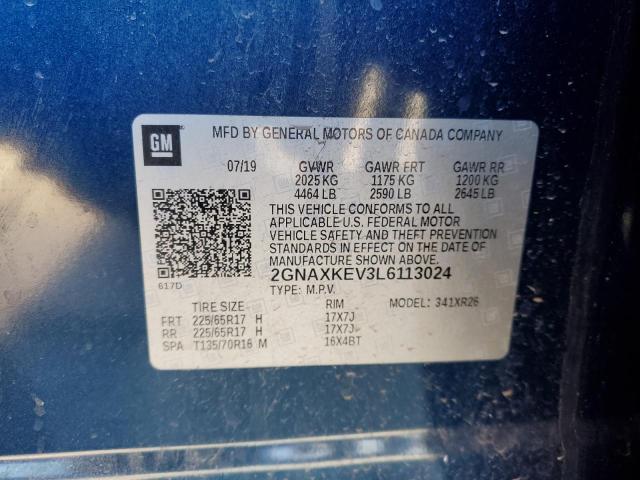 GM
MFD BY GENERAL MOTORS OF CANADA COMPANY
07/19 GVWR GAWR FRT GAWR RR
2025 KG 1175 KG 1200 KG
4464 LB 2590 LB 2645 LB
THIS VEHICLE CONFORMS TO ALL
APPLICABLE U.S. FEDERAL MOTOR
VEHICLE SAFETY AND THEFT PREVENTION
STANDARDS IN EFFECT ON THE DATE OF
MANUFACTURE SHOWN ABOVE.
617D
2GNAXKEV3L6113024
TYPE: M.P.V.
TIRE SIZE RIM MODEL: 341XR26
FRT 225/65R17 H 17X7J
RR 225/65R17 H 17X7J
SPA T135/70R16 M 16X4BT